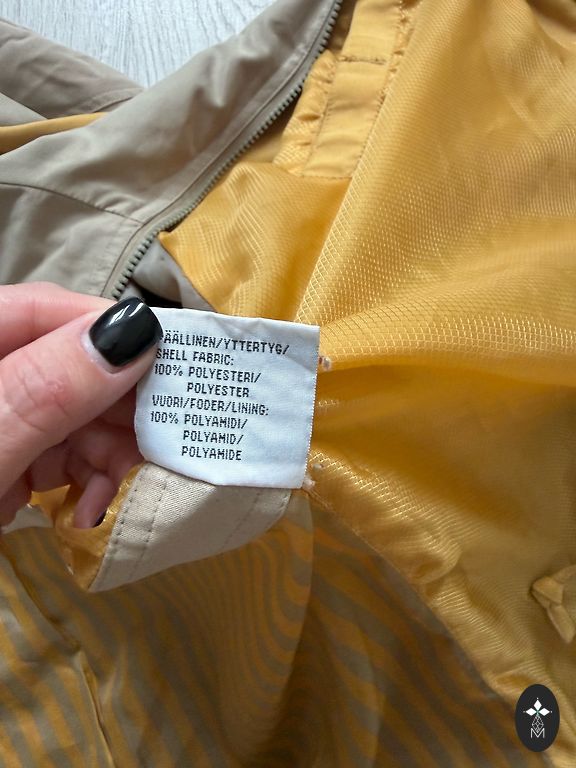 PÄÄLLINEN/YTTERTYG/
SHELL FABRIC:
100% POLYESTERI/
POLYESTER
VUORI/FODER/LINING:
100% POLYAMIDI/
POLYAMID/
POLYAMIDE
M